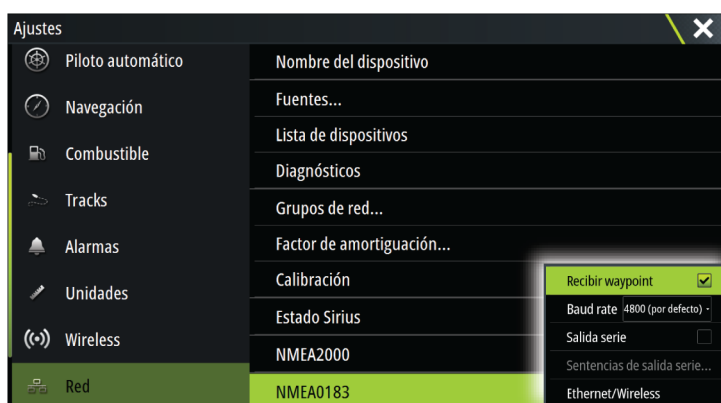 Ajustes
Piloto automático
Navegación
Combustible
Tracks
Alarmas
Unidades
Wireless
Red
Nombre del dispositivo
Fuentes...
Lista de dispositivos
Diagnósticos
Grupos de red...
Factor de amortiguación...
Calibración
Estado Sirius
NMEA2000
NMEA0183
Recibir waypoint
Baud rate 4800 (por defecto)
Salida serie
Sentencias de salida serie...
Ethernet/Wireless